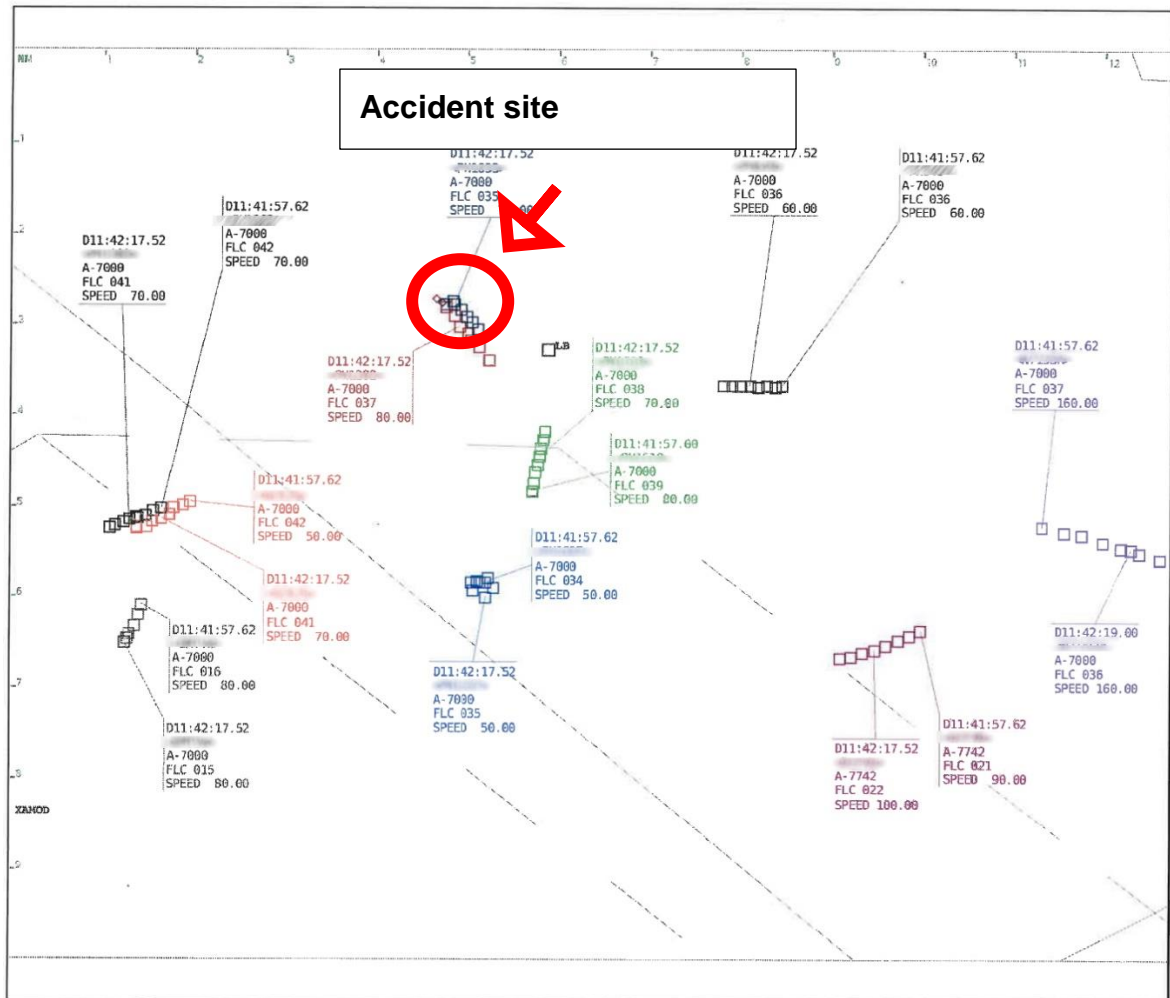 NM
1
2
3
4
5
6
7
8
9
10
11
12
Accident site
1
D11:42:17.52
A-7000
FLC 035
SPEED
D11:42:17.52
A-7000
FLC 036
SPEED 60.00
D11:41:57.62
A-7000
FLC 036
SPEED 60.00
2
D11:41:57.62
A-7000
FLC 042
SPEED 70.00
D11:42:17.52
A-7000
FLC 041
SPEED 70.00
3
LB
D11:42:17.52
A-7000
FLC 037
SPEED 80.00
D11:42:17.52
A-7000
FLC 038
SPEED 70.00
D11:41:57.62
A-7000
FLC 037
SPEED 160.00
4
D11:41:57.00
A-7000
FLC 039
SPEED 80.00
5
D11:41:57.62
A-7000
FLC 042
SPEED 50.00
D11:41:57.62
A-7000
FLC 034
SPEED 50.00
6
D11:42:17.52
A-7000
FLC 041
SPEED 70.00
D11:41:57.62
A-7000
FLC 016
SPEED 80.00
D11:42:19.00
A-7000
FLC 036
SPEED 160.00
7
D11:42:17.52
A-7000
FLC 035
SPEED 50.00
D11:42:17.52
A-7000
FLC 015
SPEED 80.00
D11:42:17.52
A-7742
FLC 022
SPEED 100.00
D11:41:57.62
A-7742
FLC 021
SPEED 90.00
8
XAMOD
9